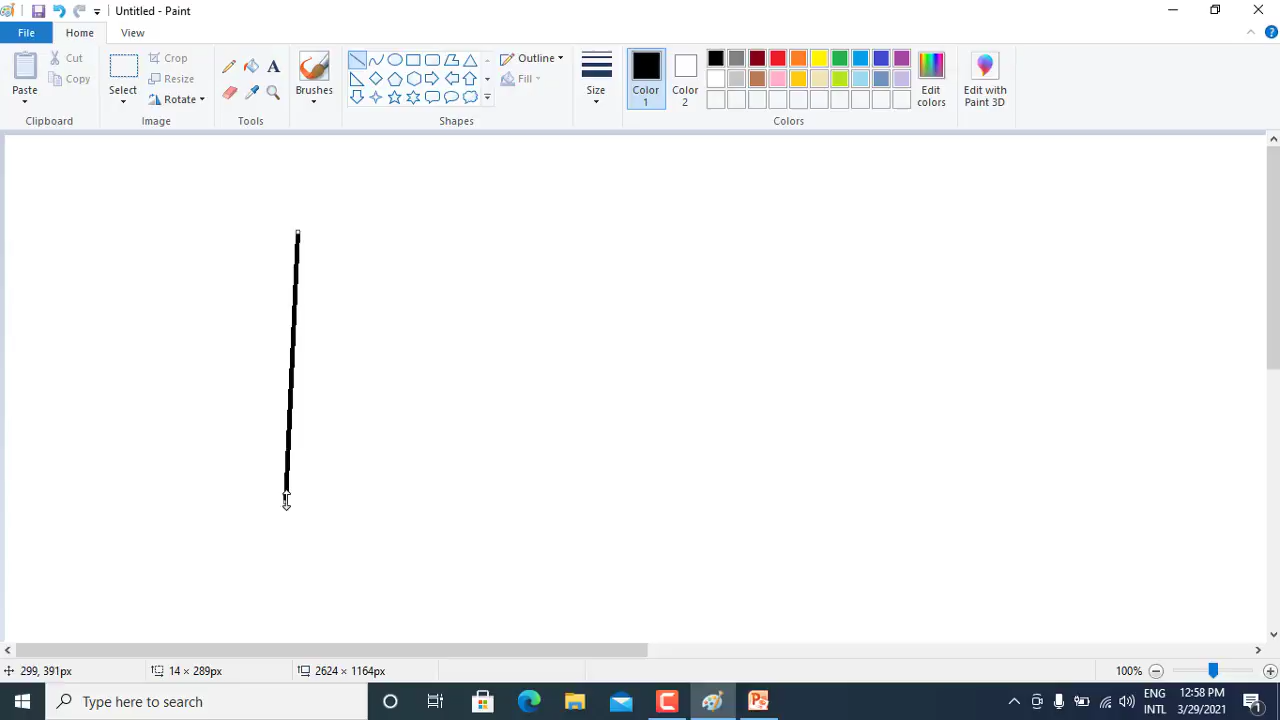 Untitled - Paint
File
Home
View
Paste
Cut
Copy
Clipboard
Select
Crop
Resize
Rotate
Image
A
Tools
Brushes
Outline
Fill
Shapes
Size
Color
1
Color
2
Edit
colors
Colors
Edit with
Paint 3D
299, 391px
14 × 289px
2624 × 1164px
100%
Type here to search
ENG
INTL
12:58 PM
3/29/2021
1